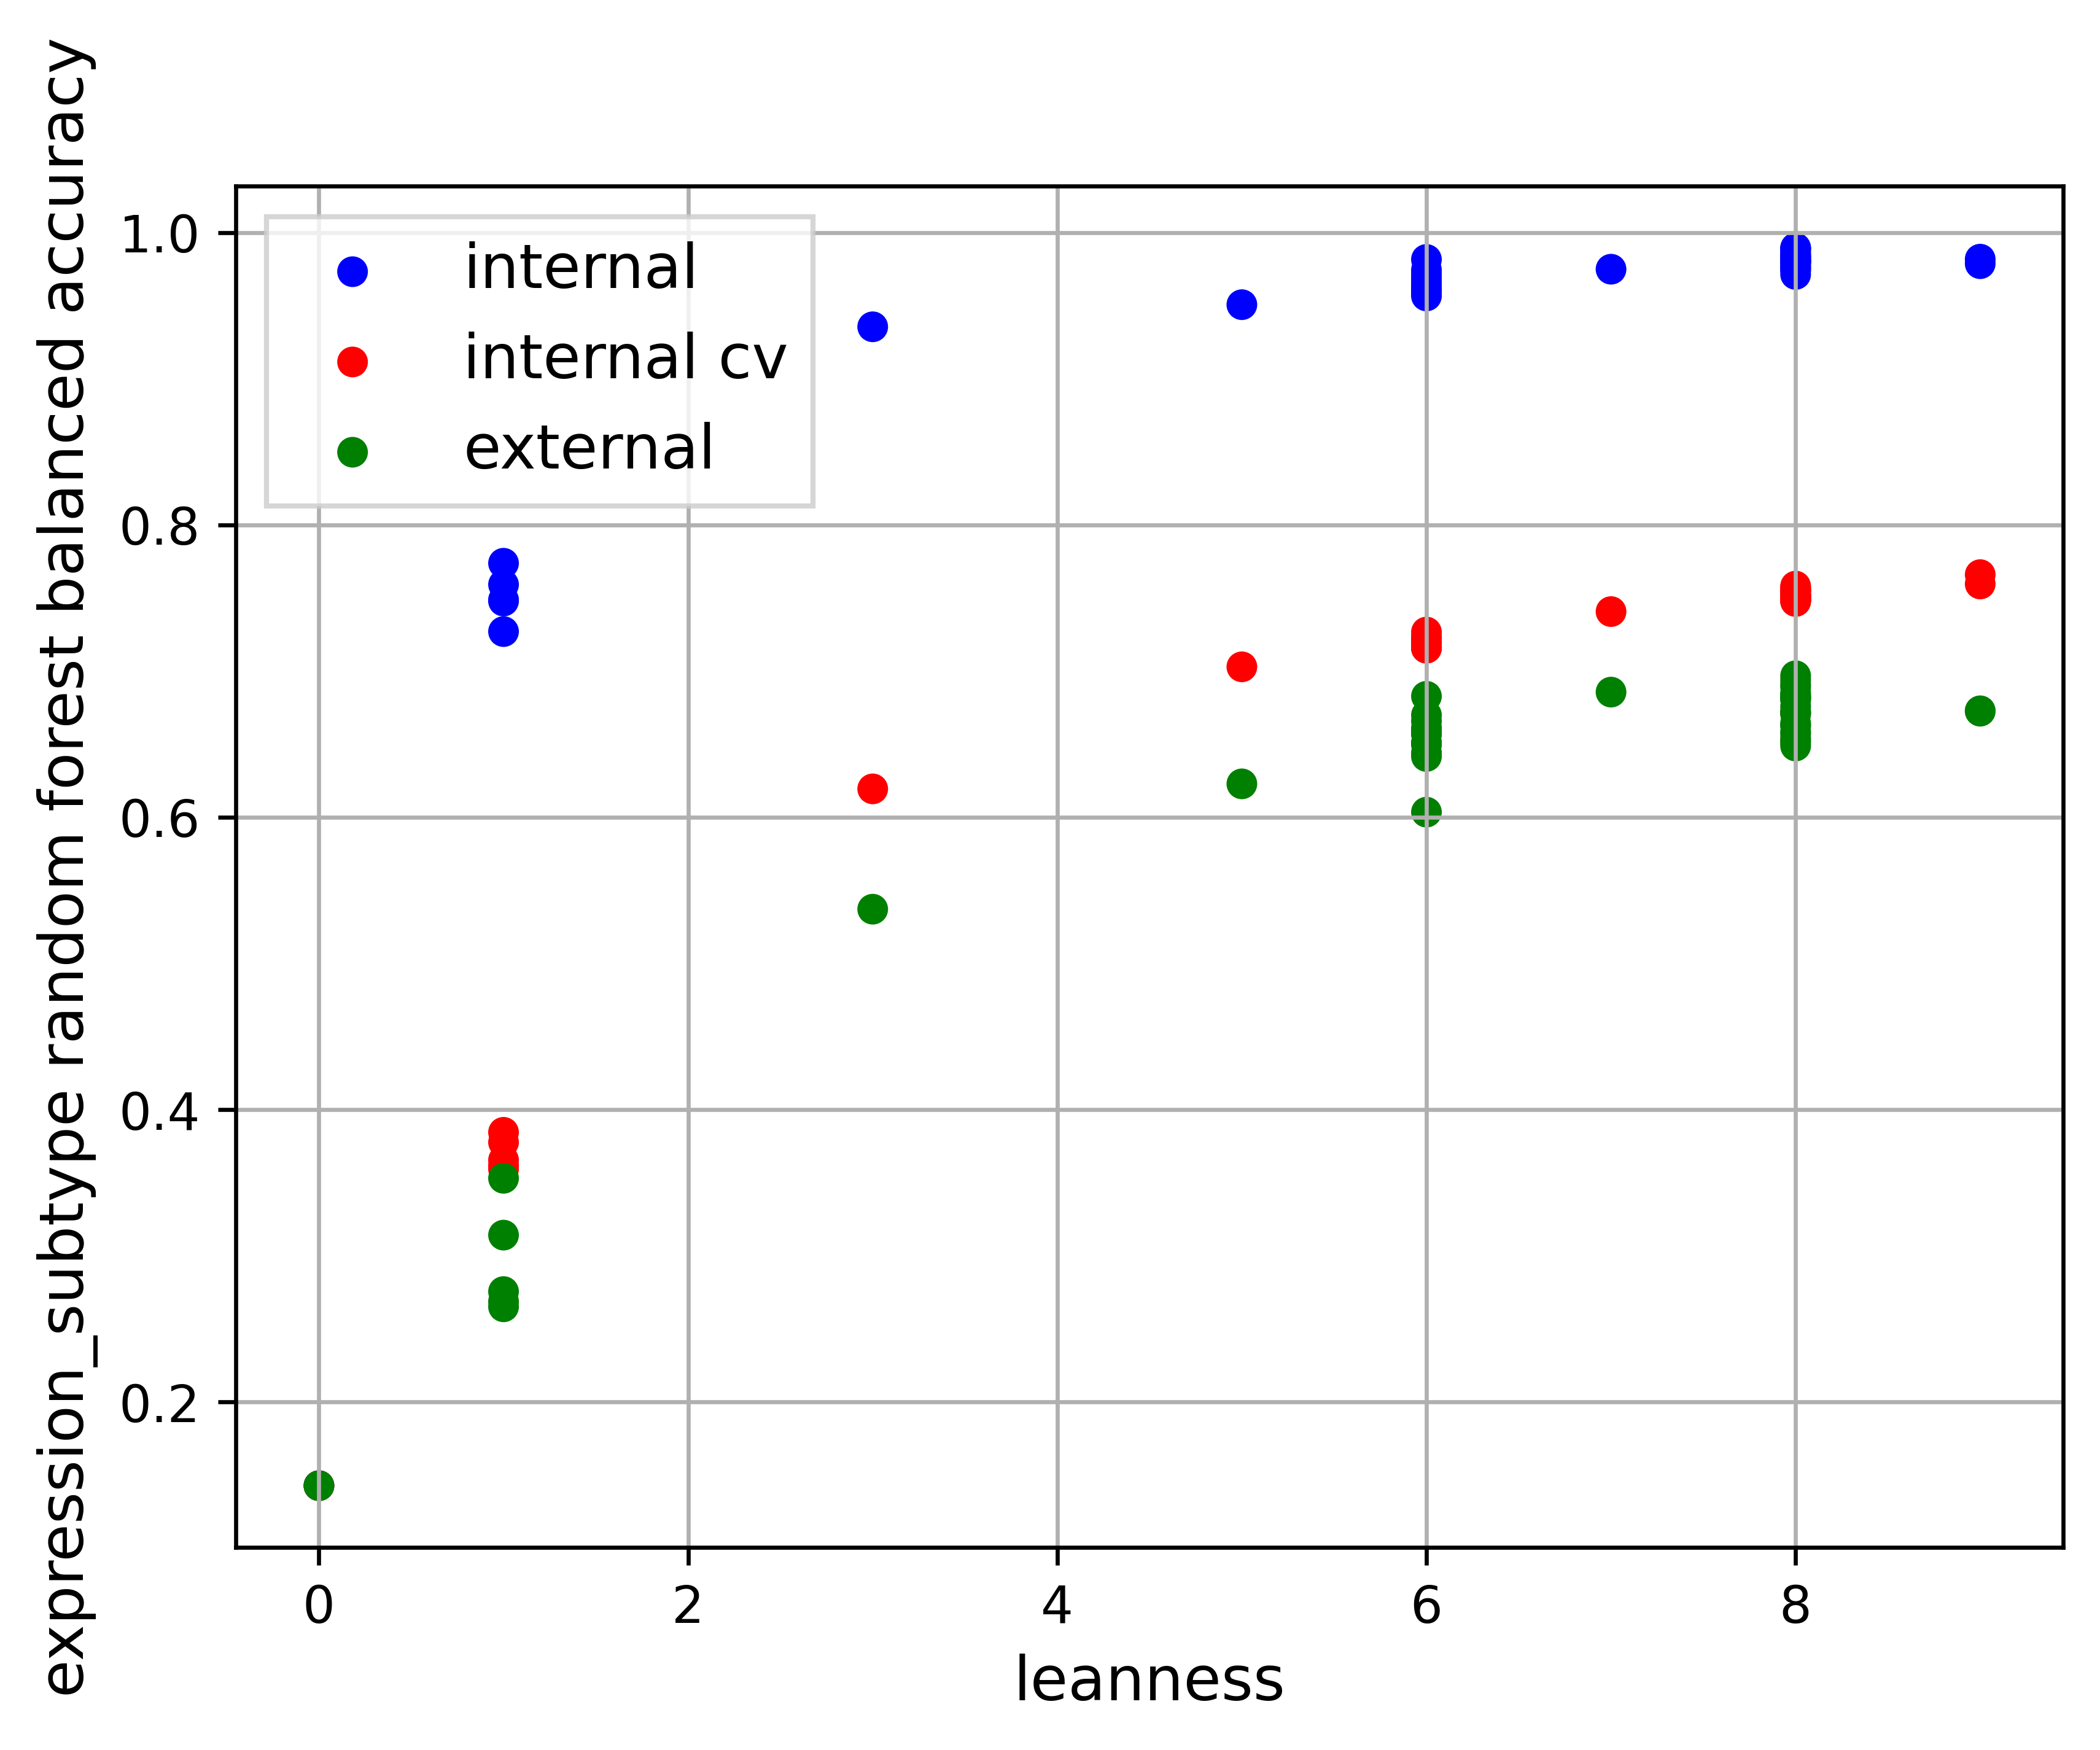 expression_subtype random forest balanced accuracy
1.0
0.8
0.6
0.4
0.2
internal
internal cv
external
0 2 4 6 8
leanness